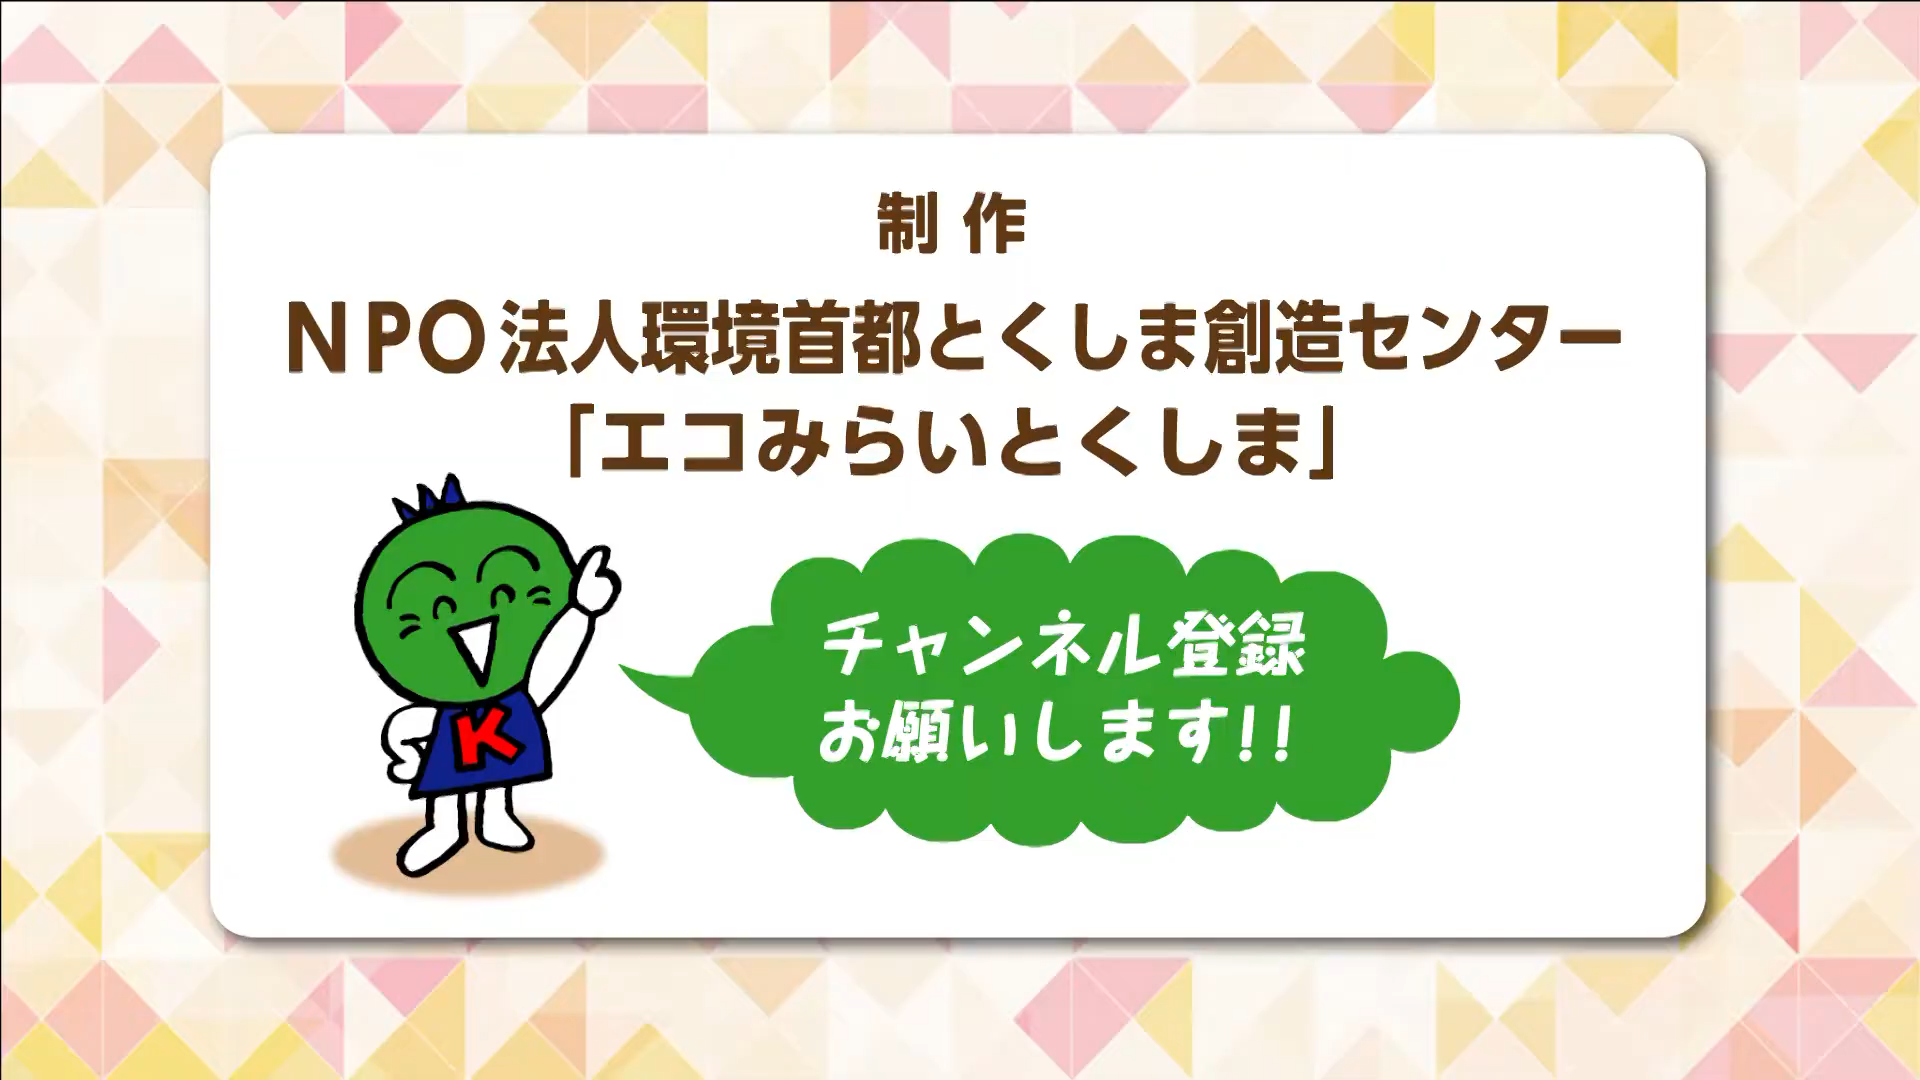 制作
NPO法人環境首都とくしま創造センター
「エコみらいとくしま」
チャンネル登録
お願いします!!
K